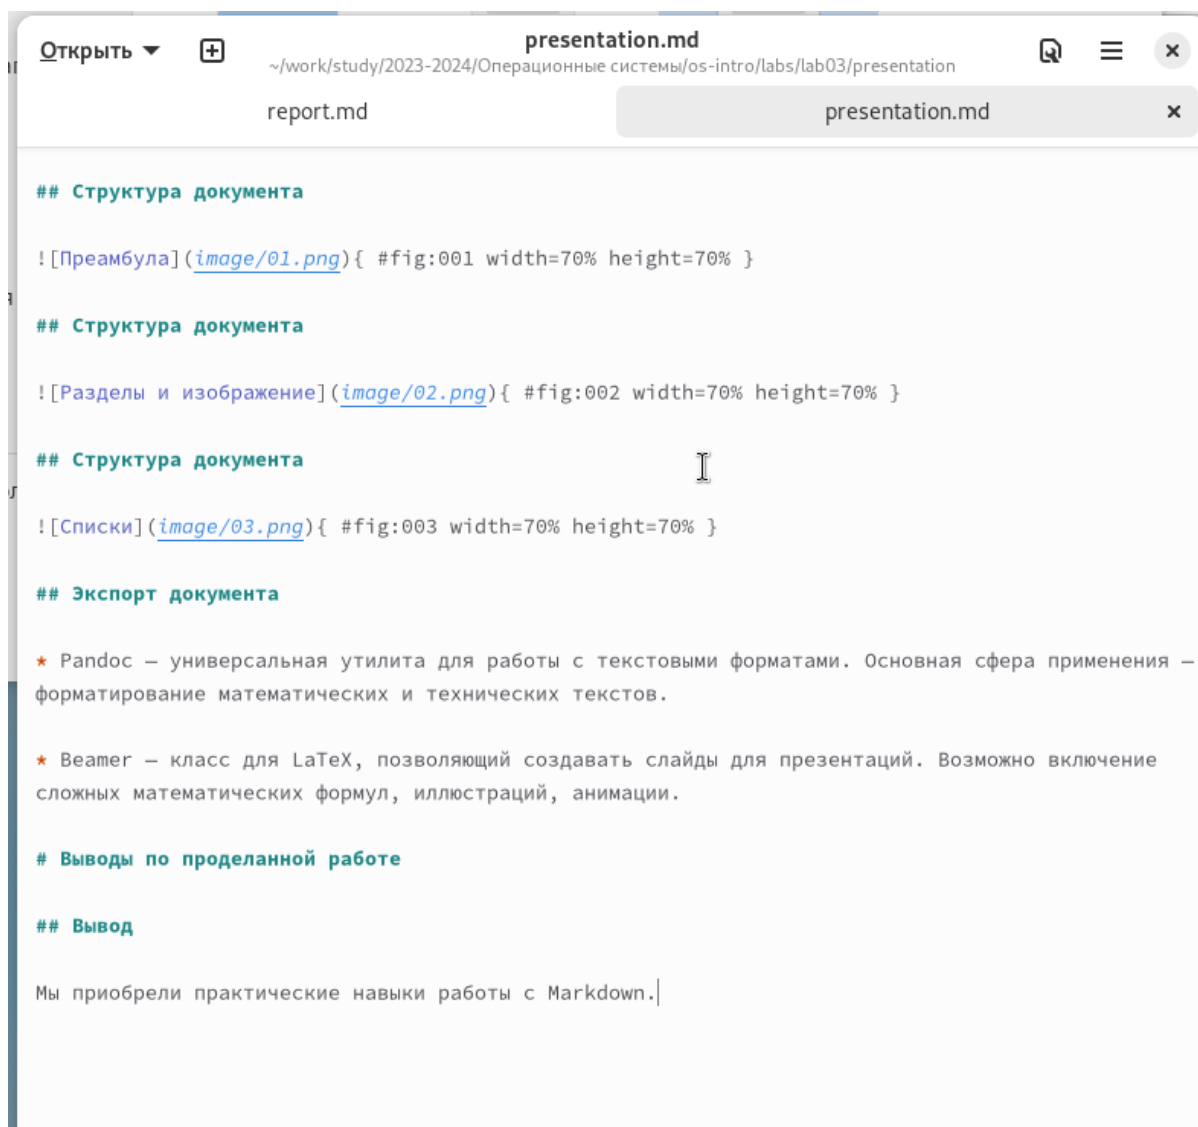 Открыть
presentation.md
~/work/study/2023-2024/Операционные системы/os-intro/labs/lab03/presentation
report.md
presentation.md
## Структура документа
![Преамбула](image/01.png){ #fig:001 width=70% height=70% }
## Структура документа
![Разделы и изображение](image/02.png){ #fig:002 width=70% height=70% }
## Структура документа
![Списки](image/03.png){ #fig:003 width=70% height=70% }
## Экспорт документа
* Pandoc — универсальная утилита для работы с текстовыми форматами. Основная сфера применения —
форматирование математических и технических текстов.
* Beamer — класс для LaTeX, позволяющий создавать слайды для презентаций. Возможно включение
сложных математических формул, иллюстраций, анимации.
# Выводы по проделанной работе
## Вывод
Мы приобрели практические навыки работы с Markdown.